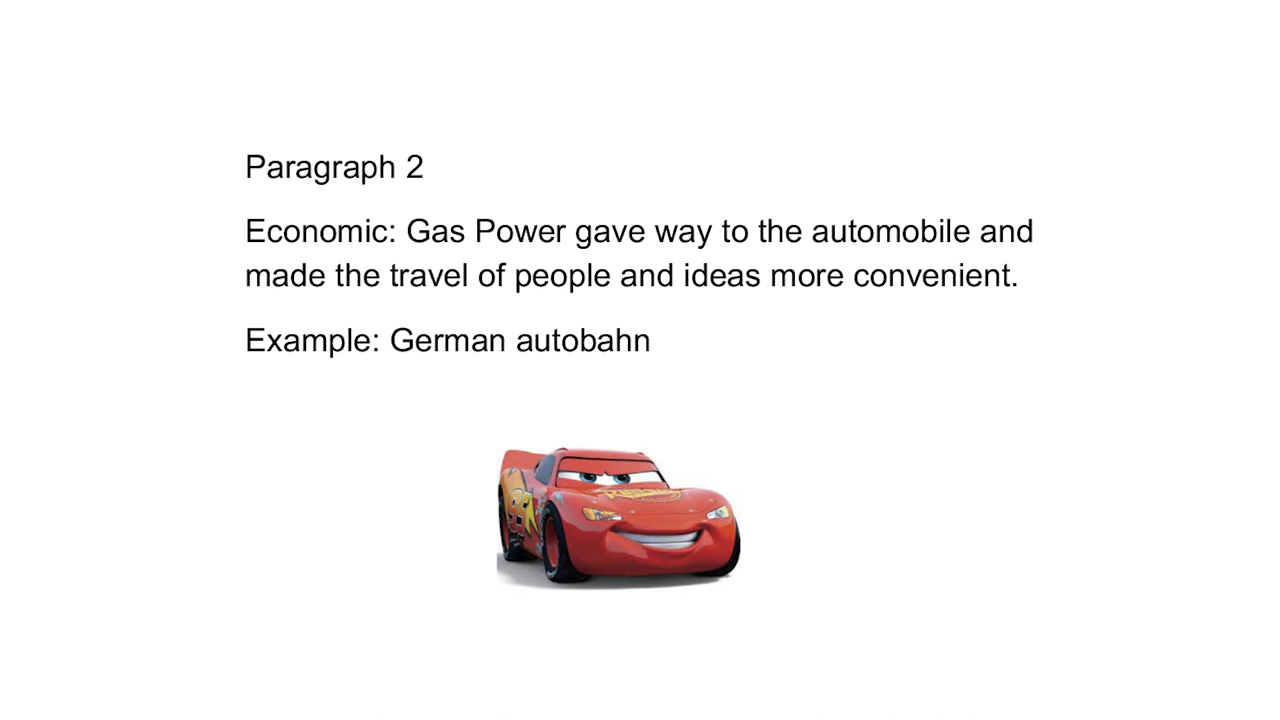 Paragraph 2
Economic: Gas Power gave way to the automobile and
made the travel of people and ideas more convenient.
Example: German autobahn
95